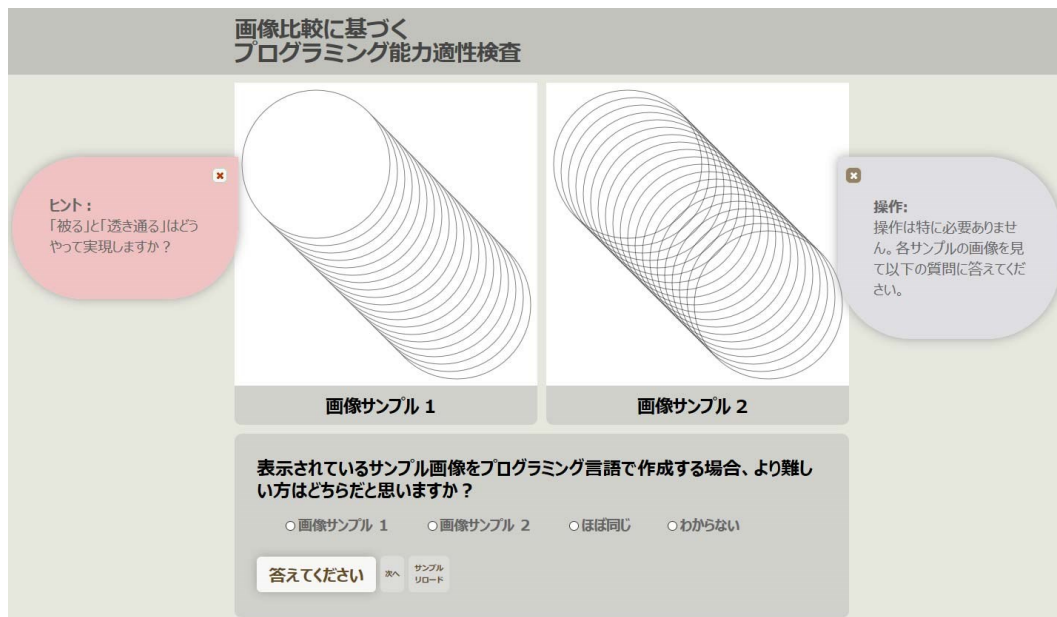 画像比較に基づく
プログラミング能力適性検査
ヒント：
「被る」と「透き通る」はどう
やって実現しますか？
操作:
操作は特に必要ありませ
ん。各サンプルの画像を見
て以下の質問に答えてくだ
さい。
画像サンプル 1
画像サンプル 2
表示されているサンプル画像をプログラミング言語で作成する場合、より難し
い方はどちらだと思いますか？
画像サンプル 1
画像サンプル 2
ほぼ同じ
わからない
答えてください
次へ
サンプル
リロード